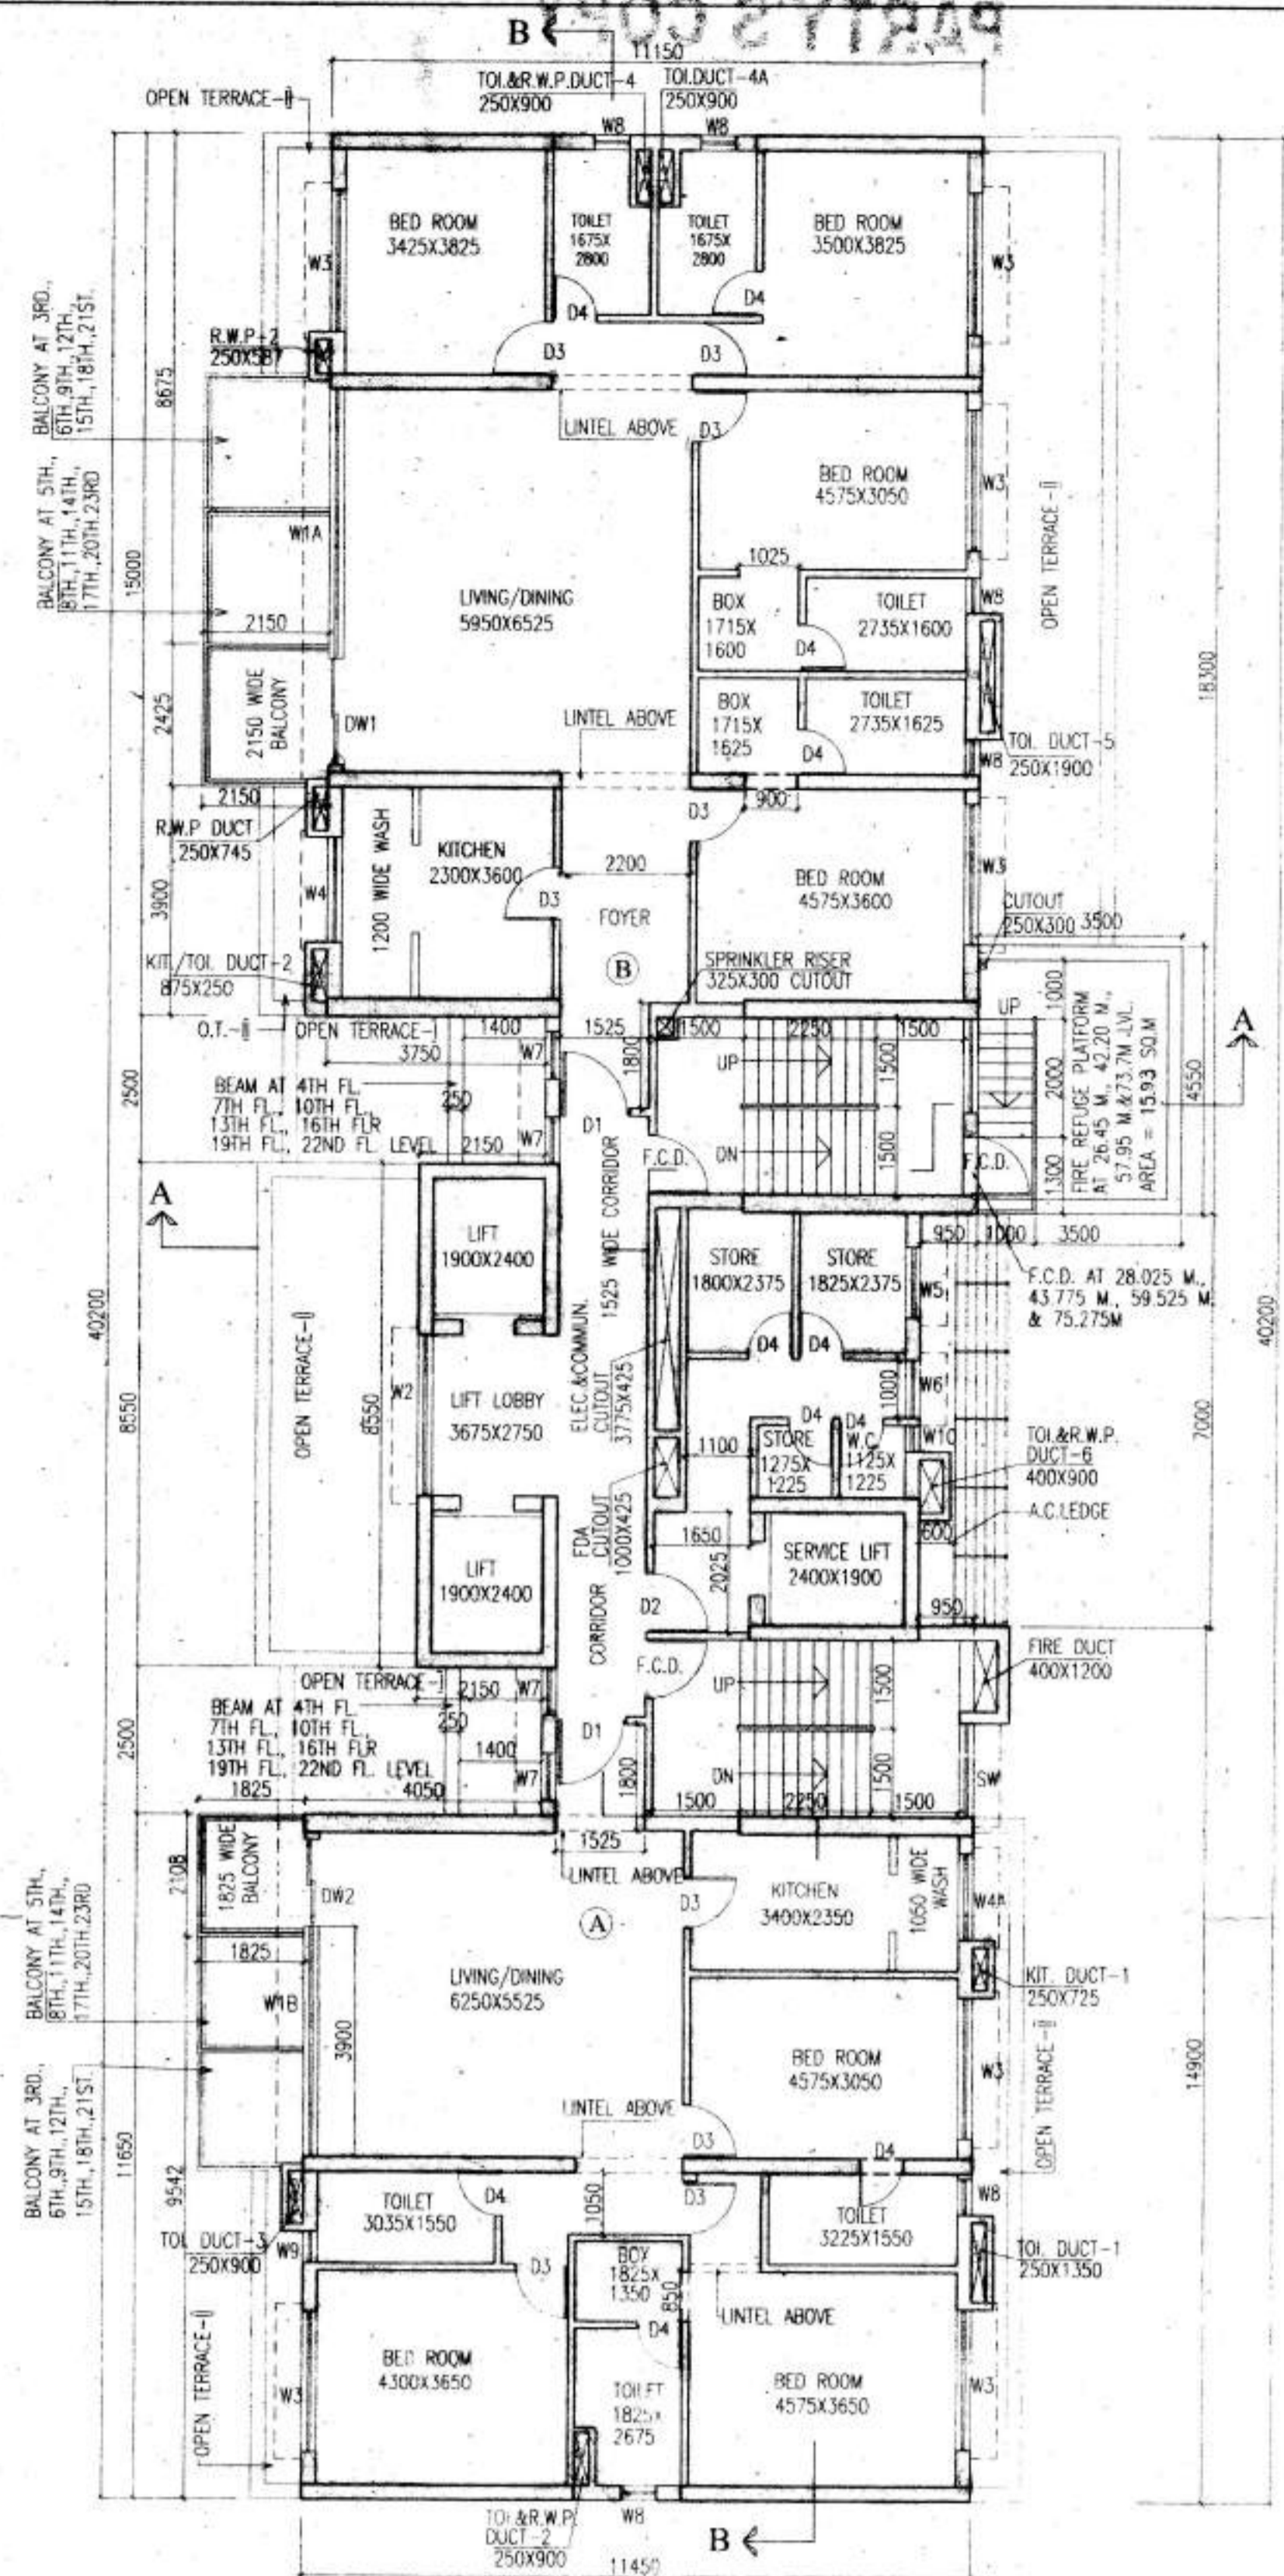 B
11150
TOI.&R.W.P.DUCT-4
250X900
TOI.DUCT-4A
250X900
OPEN TERRACE-II
W8
W8
BED ROOM
3425X3825
TOILET
1675X
2800
TOILET
1675X
2800
BED ROOM
3500X3825
W3
W3
D4
D4
R.W.P-2
250X587
D3
D3
BALCONY AT 3RD.,
6TH.,9TH.,12TH.,
15TH.,18TH.,21ST.
8675
LINTEL ABOVE
D3
BED ROOM
4575X3050
W3
OPEN TERRACE-II
BALCONY AT 5TH.,
8TH.,11TH.,14TH.,
17TH.,20TH.23RD
15000
W1A
2150
LIVING/DINING
5950X6525
1025
BOX
1715X
1600
TOILET
2735X1600
W8
D4
18300
2425
2150 WIDE
BALCONY
DW1
LINTEL ABOVE
BOX
1715X
1625
TOILET
2735X1625
D4
W8
TOI. DUCT-5
250X1900
2150
R.W.P DUCT
250X745
900
D3
1200 WIDE WASH
KITCHEN
2300X3600
2200
BED ROOM
4575X3600
W3
3900
W4
D3
FOYER
CUTOUT
250X300
3500
KIT./TOI. DUCT-2
875X250
B
SPRINKLER RISER
325X300 CUTOUT
O.T.-II
OPEN TERRACE-I
1400
1525
1500
2250
1500
UP
1000
3750
W7
1800
UP
1500
2000
A
BEAM AT 4TH FL.
7TH FL., 10TH FL.,
13TH FL., 16TH FLR
19TH FL., 22ND FL. LEVEL
250
2150
W7
D1
2500
F.C.D.
DN
1500
F.C.D.
1300
FIRE REFUGE PLATFORM
AT 26.45 M., 42.20 M.,
57.95 M.&73.7M.LVL.
AREA = 15.93 SQ.M
4550
A
LIFT
1900X2400
1525 WIDE CORRIDOR
STORE
1800X2375
STORE
1825X2375
950
1000
3500
W5
F.C.D. AT 28.025 M.,
43.775 M., 59.525 M.
& 75.275M
40200
40200
OPEN TERRACE-II
8550
8550
W2
LIFT LOBBY
3675X2750
ELEC.&COMMUN.
CUTOUT
3775X425
D4
D4
W6
1000
D4
D4
1100
STORE
1275X
1225
W.C.
1125X
1225
W10
TOI.&R.W.P.
DUCT-6
400X900
7000
A.C.LEDGE
LIFT
1900X2400
FDA
CUTOUT
1000X425
1650
2025
SERVICE LIFT
2400X1900
600
950
CORRIDOR
D2
F.C.D.
FIRE DUCT
400X1200
OPEN TERRACE-I
2150
W7
UP
1500
BEAM AT 4TH FL.
7TH FL., 10TH FL.,
13TH FL., 16TH FLR
19TH FL., 22ND FL. LEVEL
250
D1
2500
1400
W7
1800
DN
1500
SW
1825
4050
1500
2250
1500
1525
2108
1825 WIDE
BALCONY
DW2
LINTEL ABOVE
D3
KITCHEN
3400X2350
1050 WIDE
WASH
W4A
A
BALCONY AT 5TH.,
8TH.,11TH.,14TH.,
17TH.,20TH.23RD
1825
W1B
LIVING/DINING
6250X5525
KIT. DUCT-1
250X725
3900
BED ROOM
4575X3050
W3
OPEN TERRACE-II
14900
BALCONY AT 3RD.,
6TH.,9TH.,12TH.,
15TH.,18TH.,21ST.
11650
9542
LINTEL ABOVE
D3
D4
TOILET
3035X1550
D4
1050
D3
TOILET
3225X1550
W8
TOI. DUCT-3
250X900
W9
D3
BOX
1825X
1350
850
TOI. DUCT-1
250X1350
LINTEL ABOVE
D4
OPEN TERRACE-II
W3
BED ROOM
4300X3650
TOILET
1825X
2675
BED ROOM
4575X3650
W3
TOI.&R.W.P.
DUCT-2
250X900
W8
B
11450